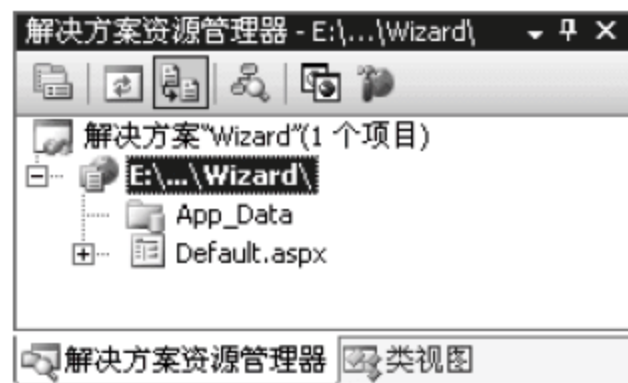 解决方案资源管理器 - E:\...\Wizard\
解决方案"Wizard"(1 个项目)
E:\...\Wizard\
App_Data
Default.aspx
解决方案资源管理器 类视图